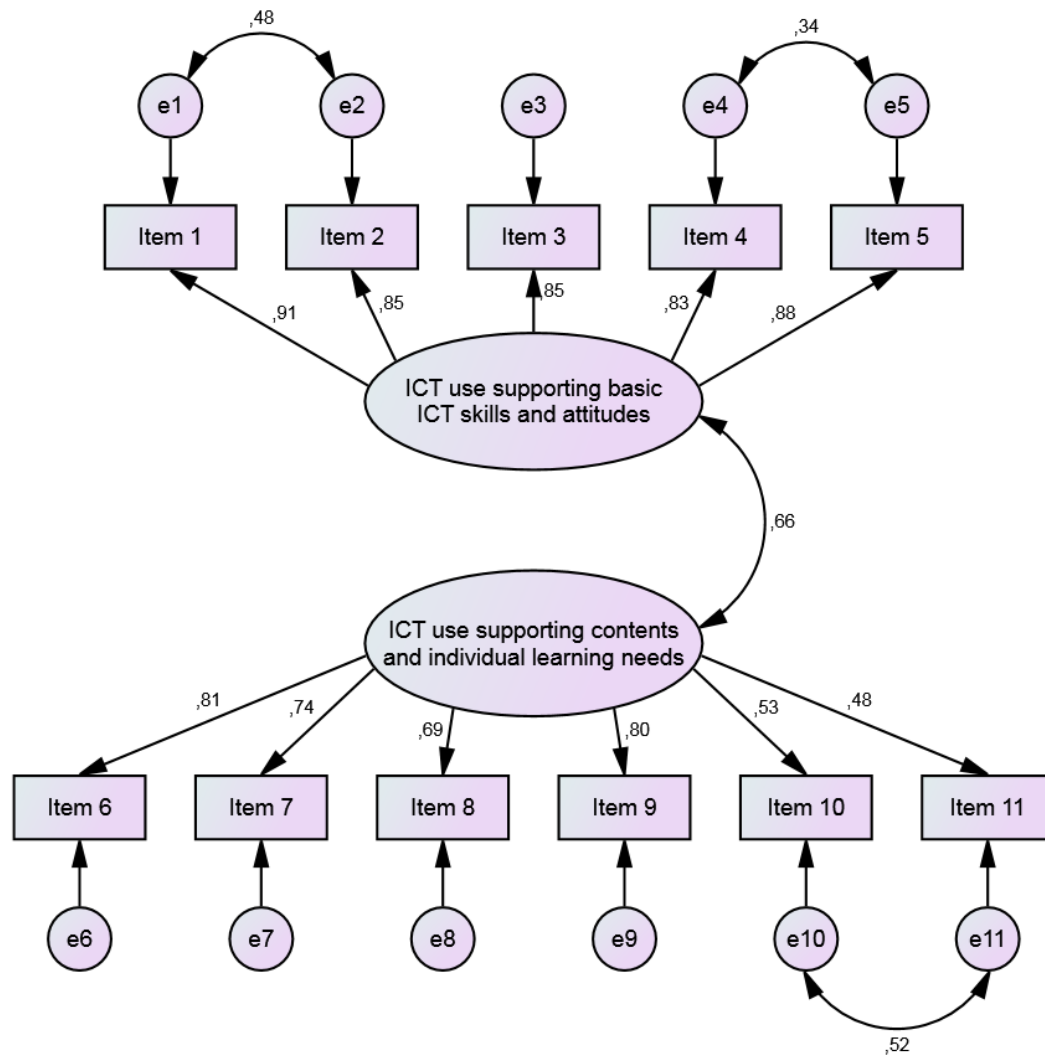 ,48
,34
e1
e2
e3
e4
e5
Item 1
Item 2
Item 3
Item 4
Item 5
,91
,85
,85
,83
,88
ICT use supporting basic
ICT skills and attitudes
,66
ICT use supporting contents
and individual learning needs
,81
,74
,69
,80
,53
,48
Item 6
Item 7
Item 8
Item 9
Item 10
Item 11
e6
e7
e8
e9
e10
e11
,52